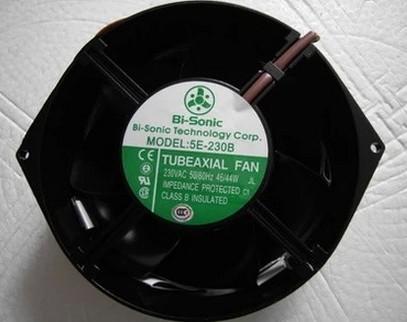 Bi-Sonic
Bi-Sonic Technology Corp.
MODEL:5E-230B
TUBEAXIAL FAN
230VAC 50/60Hz 46/44W
IMPEDANCE PROTECTED C1
CLASS B INSULATED